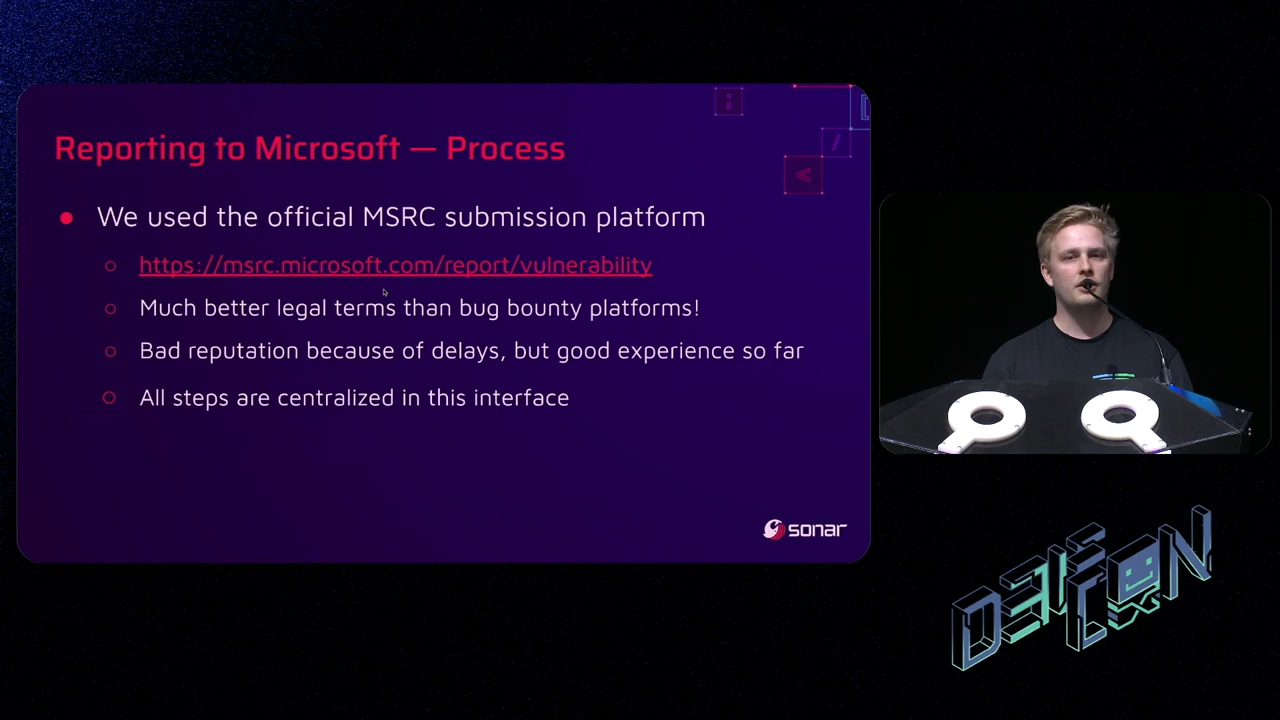 Reporting to Microsoft — Process
We used the official MSRC submission platform
https://msrc.microsoft.com/report/vulnerability
Much better legal terms than bug bounty platforms!
Bad reputation because of delays, but good experience so far
All steps are centralized in this interface
sonar
DEF CON